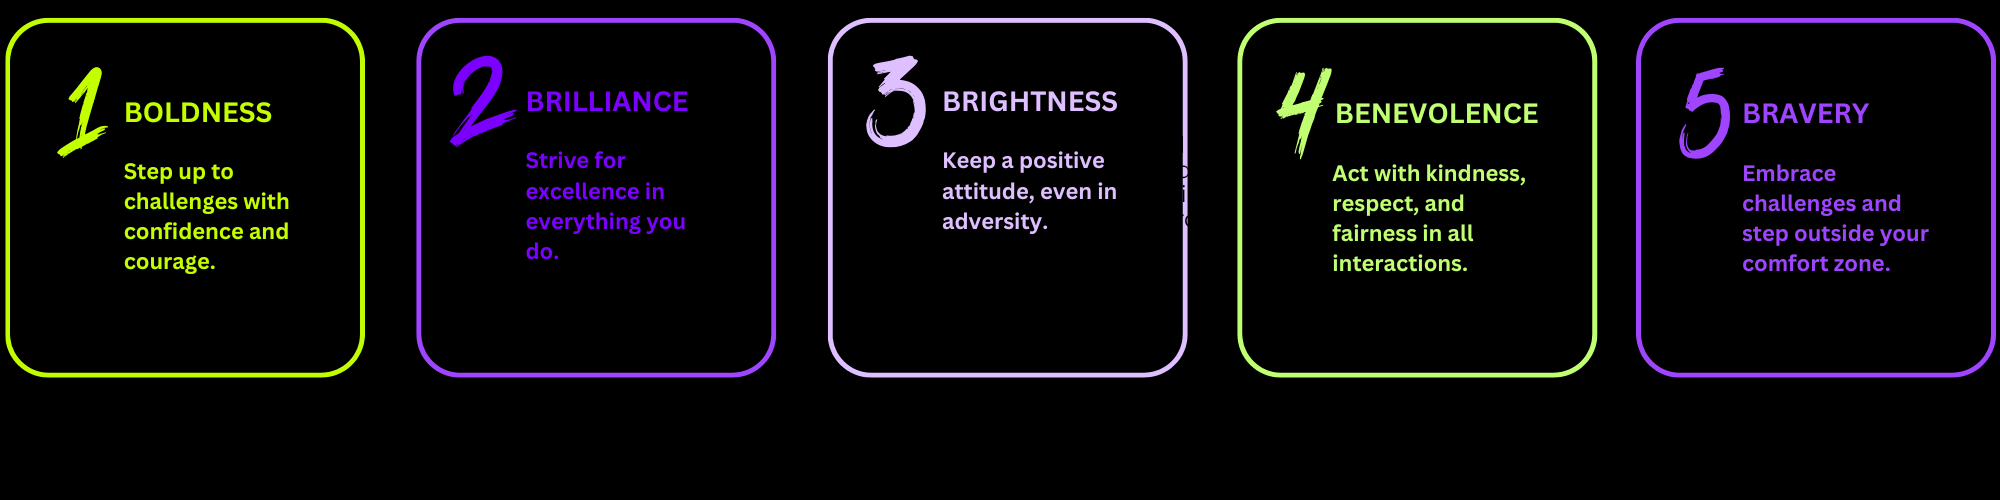 1
BOLDNESS
Step up to
challenges with
confidence and
courage.
2
BRILLIANCE
Strive for
excellence in
everything you
do.
3
BRIGHTNESS
Keep a positive
attitude, even in
adversity.
4
BENEVOLENCE
Act with kindness,
respect, and
fairness in all
interactions.
5
BRAVERY
Embrace
challenges and
step outside your
comfort zone.